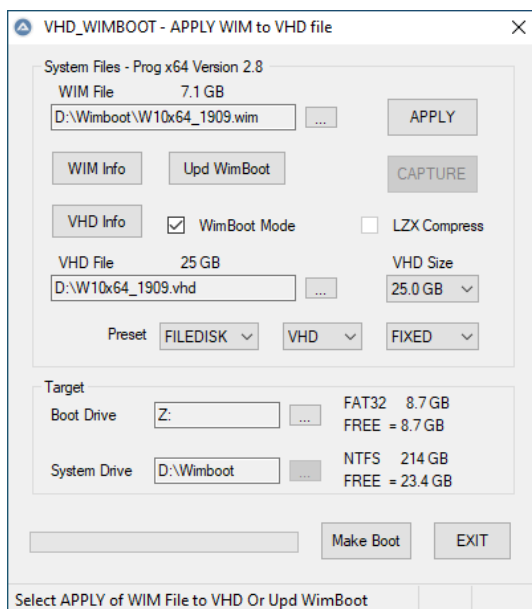 VHD_WIMBOOT - APPLY WIM to VHD file
System Files - Prog x64 Version 2.8
WIM File 7.1 GB
D:\Wimboot\W10x64_1909.wim ... APPLY
WIM Info Upd WimBoot CAPTURE
VHD Info WimBoot Mode LZX Compress
VHD File 25 GB VHD Size
D:\W10x64_1909.vhd ... 25.0 GB
Preset FILEDISK VHD FIXED
Target
Boot Drive Z: ... FAT32 8.7 GB
FREE = 8.7 GB
System Drive D:\Wimboot ... NTFS 214 GB
FREE = 23.4 GB
Make Boot EXIT
Select APPLY of WIM File to VHD Or Upd WimBoot